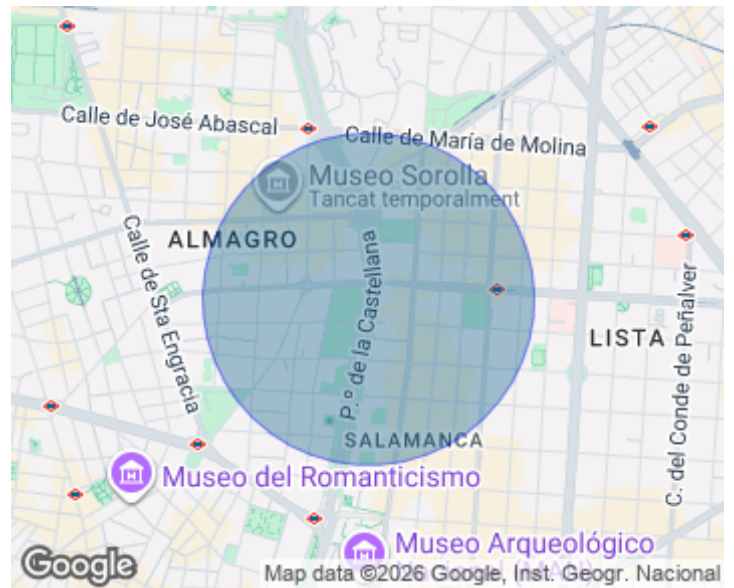 Calle de José Abascal
Calle de María de Molina
Museo Sorolla
Tancat temporalment
ALMAGRO
Calle de Sta Engracia
P.º de la Castellana
LISTA
C. del Conde de Peñalver
SALAMANCA
Museo del Romanticismo
Museo Arqueológico
Google
Map data ©2026 Google, Inst. Geogr. Nacional